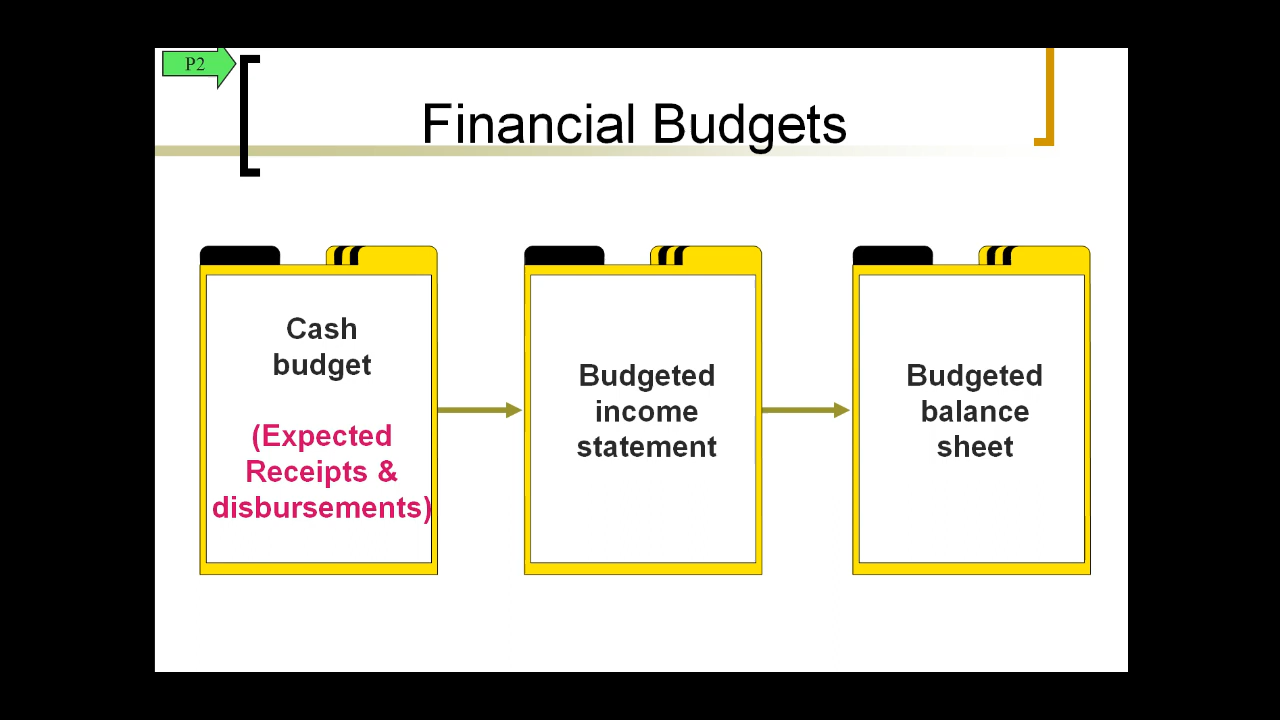 P2
Financial Budgets
Cash
budget
(Expected
Receipts &
disbursements)
Budgeted
income
statement
Budgeted
balance
sheet